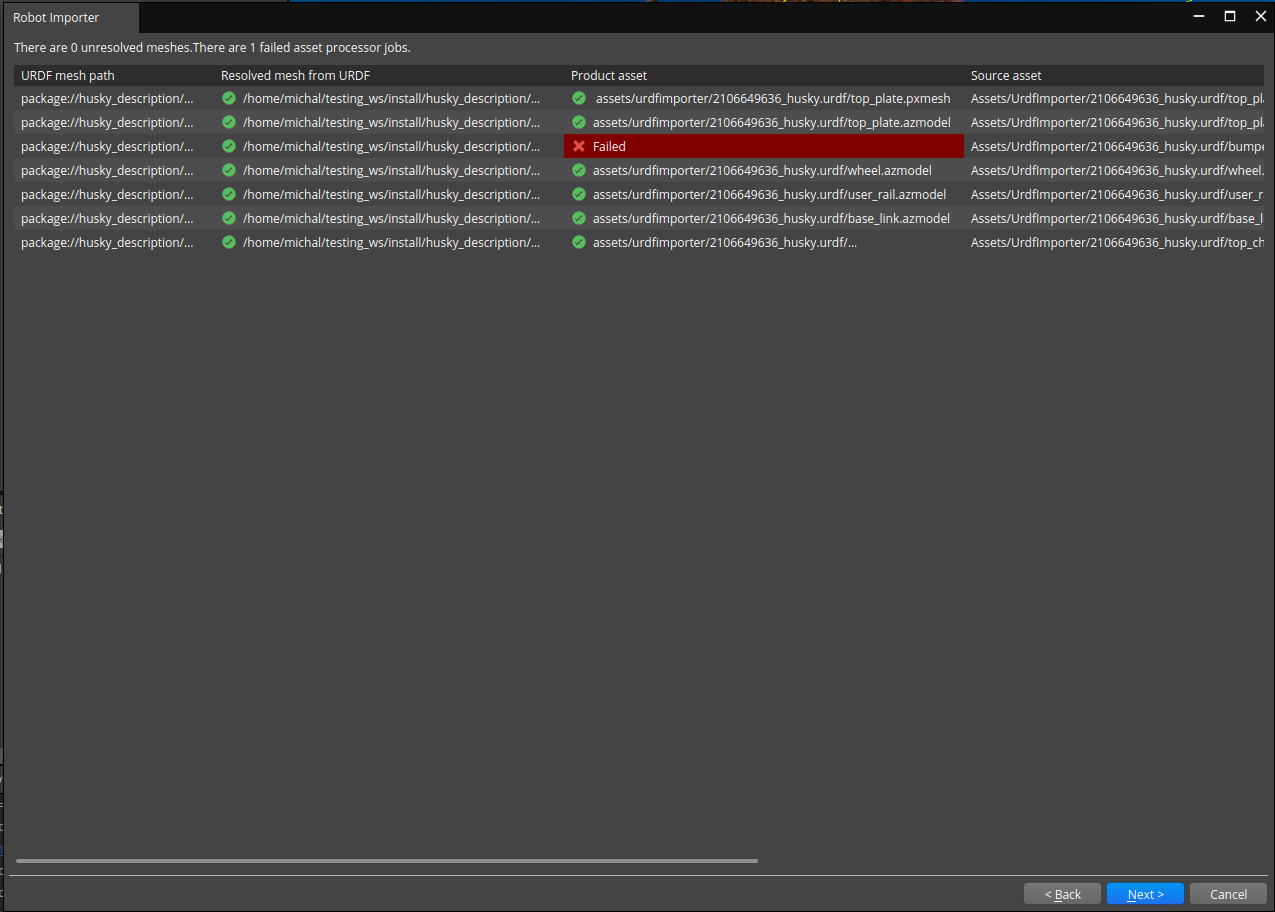 Robot Importer
There are 0 unresolved meshes.There are 1 failed asset processor jobs.
URDF mesh path Resolved mesh from URDF Product asset Source asset
package://husky_description/... /home/michal/testing_ws/install/husky_description/... assets/urdfimporter/2106649636_husky.urdf/top_plate.pxmesh Assets/UrdfImporter/2106649636_husky.urdf/top_pl
package://husky_description/... /home/michal/testing_ws/install/husky_description/... assets/urdfimporter/2106649636_husky.urdf/top_plate.azmodel Assets/UrdfImporter/2106649636_husky.urdf/top_pl
package://husky_description/... /home/michal/testing_ws/install/husky_description/... Failed Assets/UrdfImporter/2106649636_husky.urdf/bumpe
package://husky_description/... /home/michal/testing_ws/install/husky_description/... assets/urdfimporter/2106649636_husky.urdf/wheel.azmodel Assets/UrdfImporter/2106649636_husky.urdf/wheel.
package://husky_description/... /home/michal/testing_ws/install/husky_description/... assets/urdfimporter/2106649636_husky.urdf/user_rail.azmodel Assets/UrdfImporter/2106649636_husky.urdf/user_r
package://husky_description/... /home/michal/testing_ws/install/husky_description/... assets/urdfimporter/2106649636_husky.urdf/base_link.azmodel Assets/UrdfImporter/2106649636_husky.urdf/base_l
package://husky_description/... /home/michal/testing_ws/install/husky_description/... assets/urdfimporter/2106649636_husky.urdf/... Assets/UrdfImporter/2106649636_husky.urdf/top_ch
< Back Next > Cancel